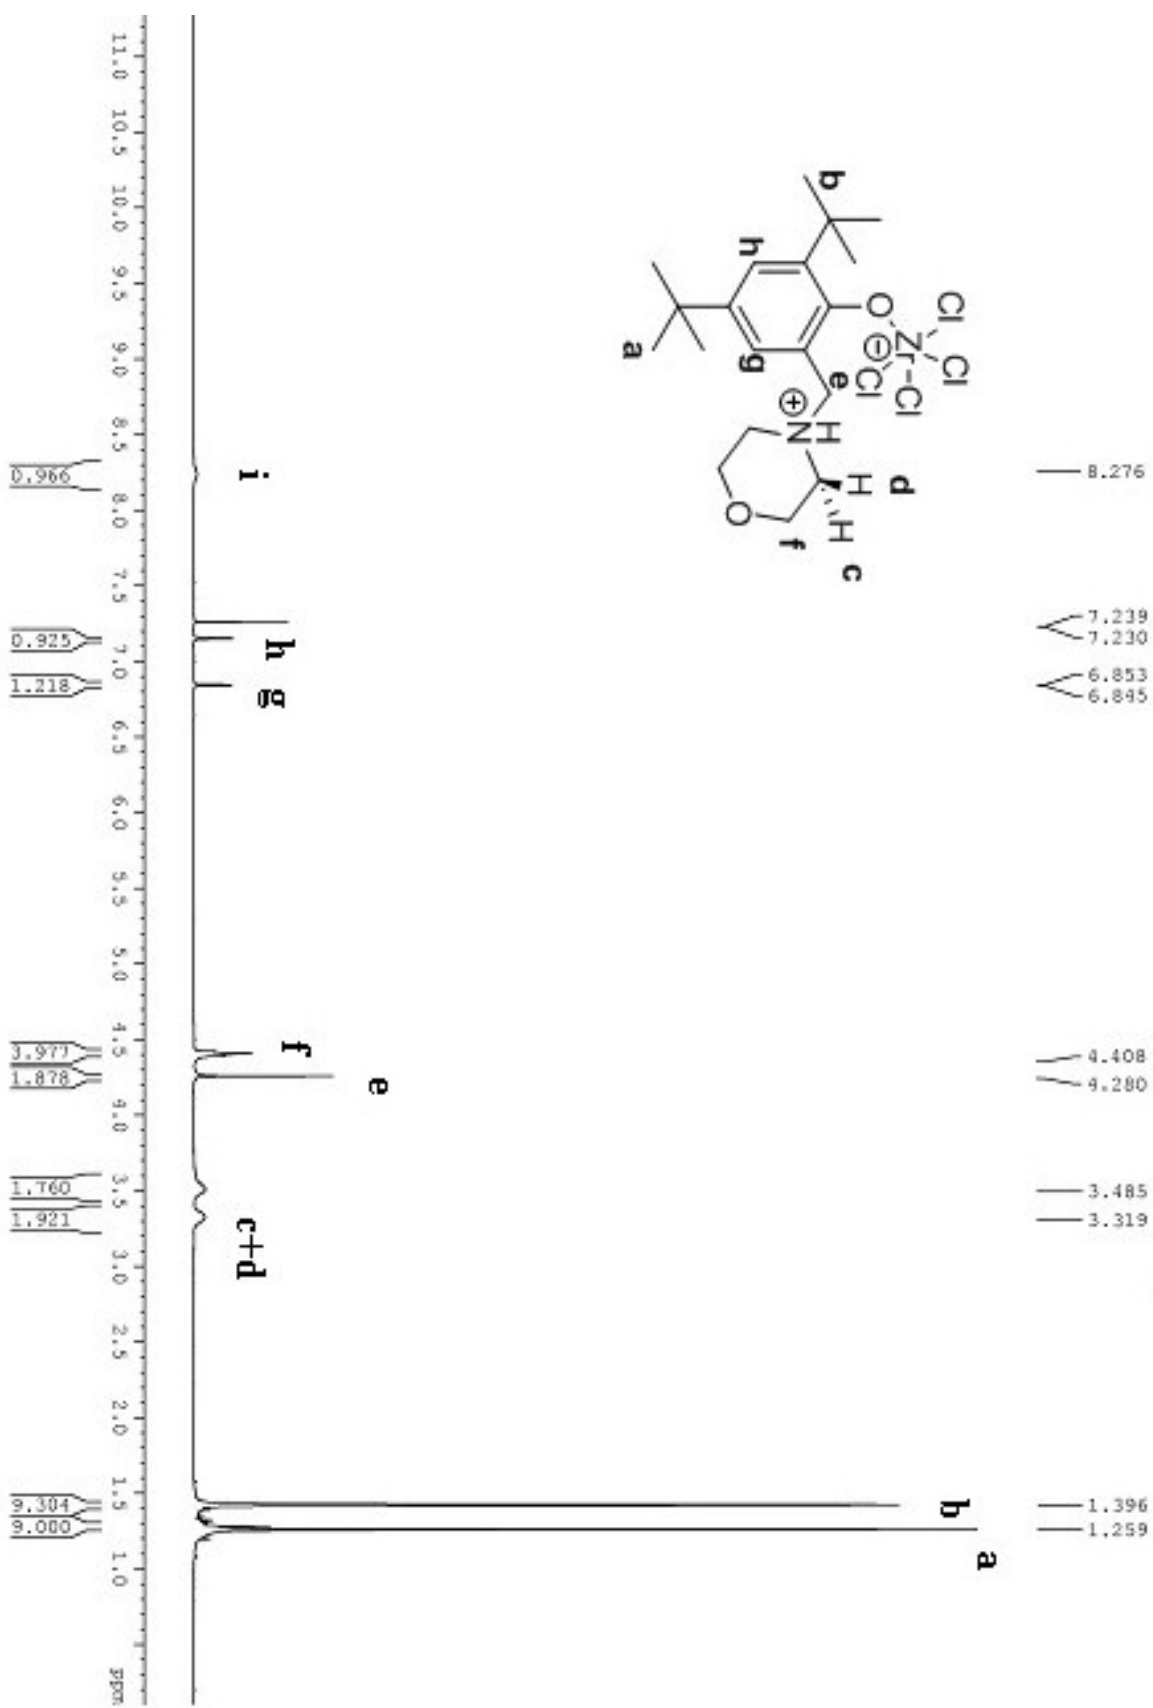 8.276
7.239
7.230
6.853
6.845
4.408
4.280
3.485
3.319
1.396
1.259
b
h
a
g
e
d
f
c
Cl
Cl
Cl
Cl
Zr
⊖
O
⊕
N
H
H
H
O
i
h
g
f
e
c+d
b
a
11.0 10.5 10.0 9.5 9.0 8.5 8.0 7.5 7.0 6.5 6.0 5.5 5.0 4.5 4.0 3.5 3.0 2.5 2.0 1.5 1.0 ppm
0.966
0.925
1.218
3.977
1.878
1.760
1.921
9.304
9.000